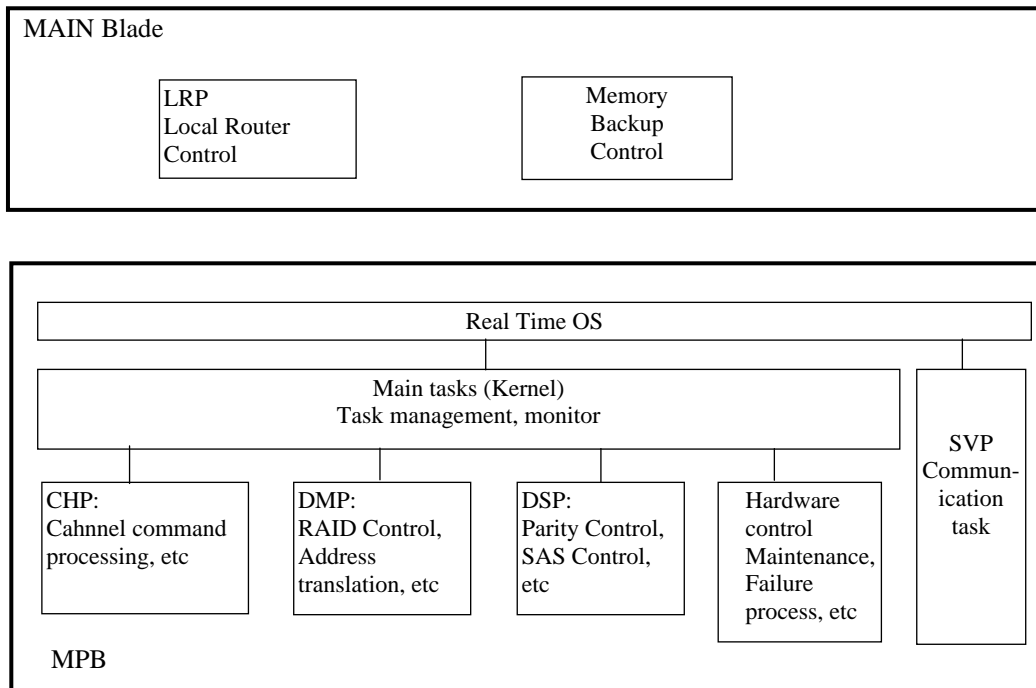 MAIN Blade
LRP
Local Router
Control
Memory
Backup
Control
Real Time OS
Main tasks (Kernel)
Task management, monitor
CHP:
Cahnnel command
processing, etc
DMP:
RAID Control,
Address
translation, etc
DSP:
Parity Control,
SAS Control,
etc
Hardware
control
Maintenance,
Failure
process, etc
SVP
Commun-
ication
task
MPB